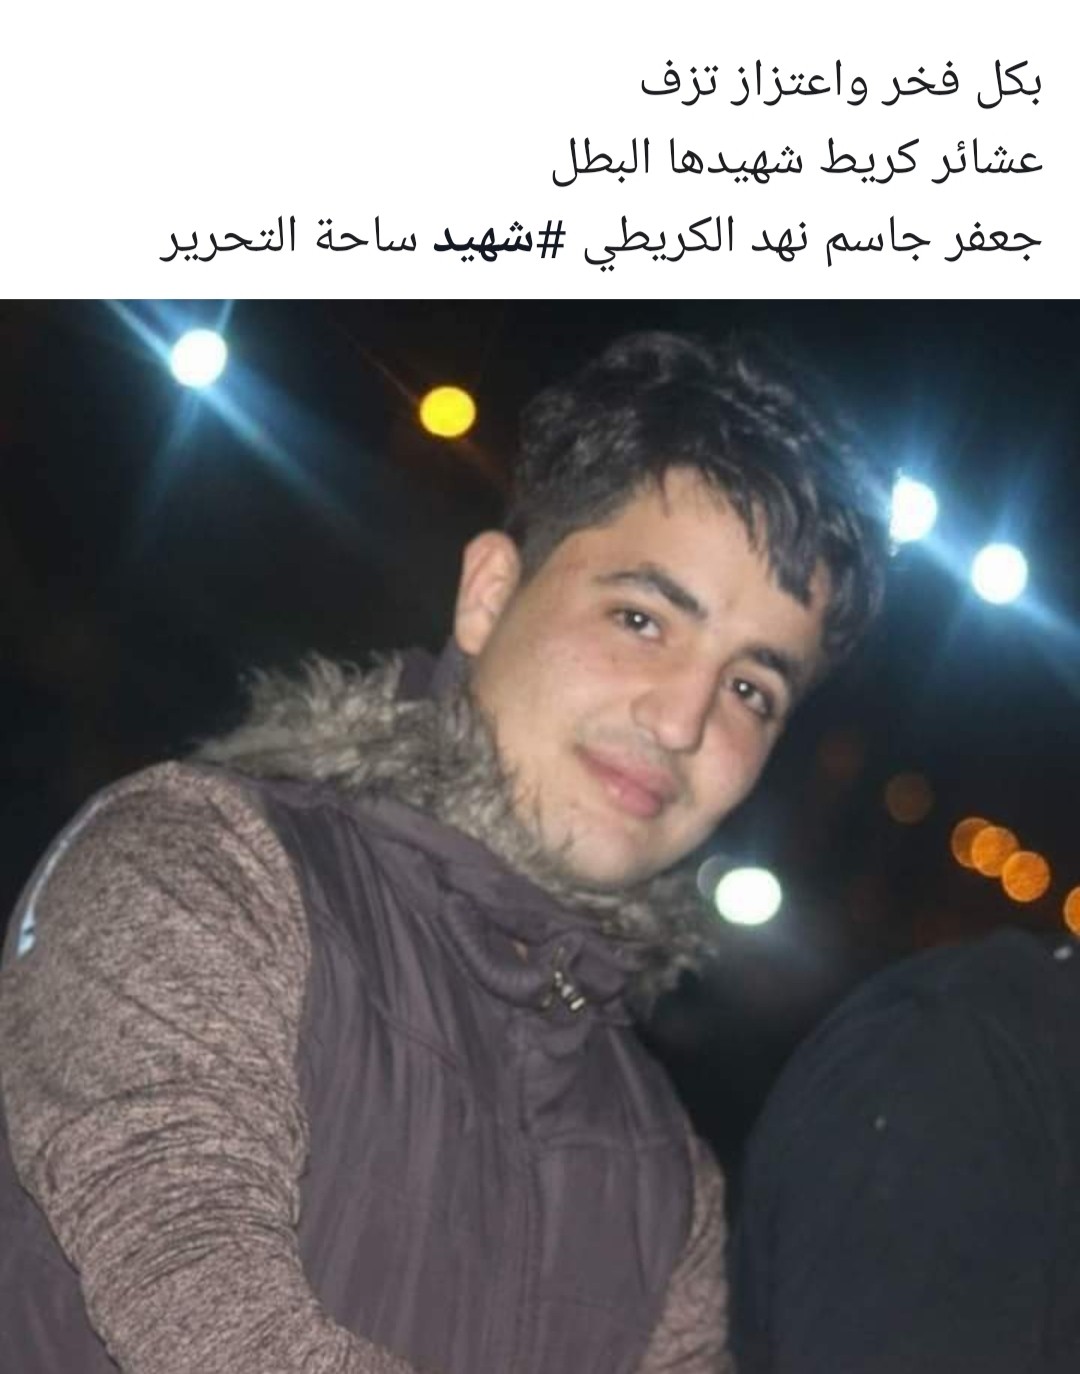 بكل فخر واعتزاز تزف
عشائر كريط شهيدها البطل
جعفر جاسم نهد الكريطي #شهيد ساحة التحرير